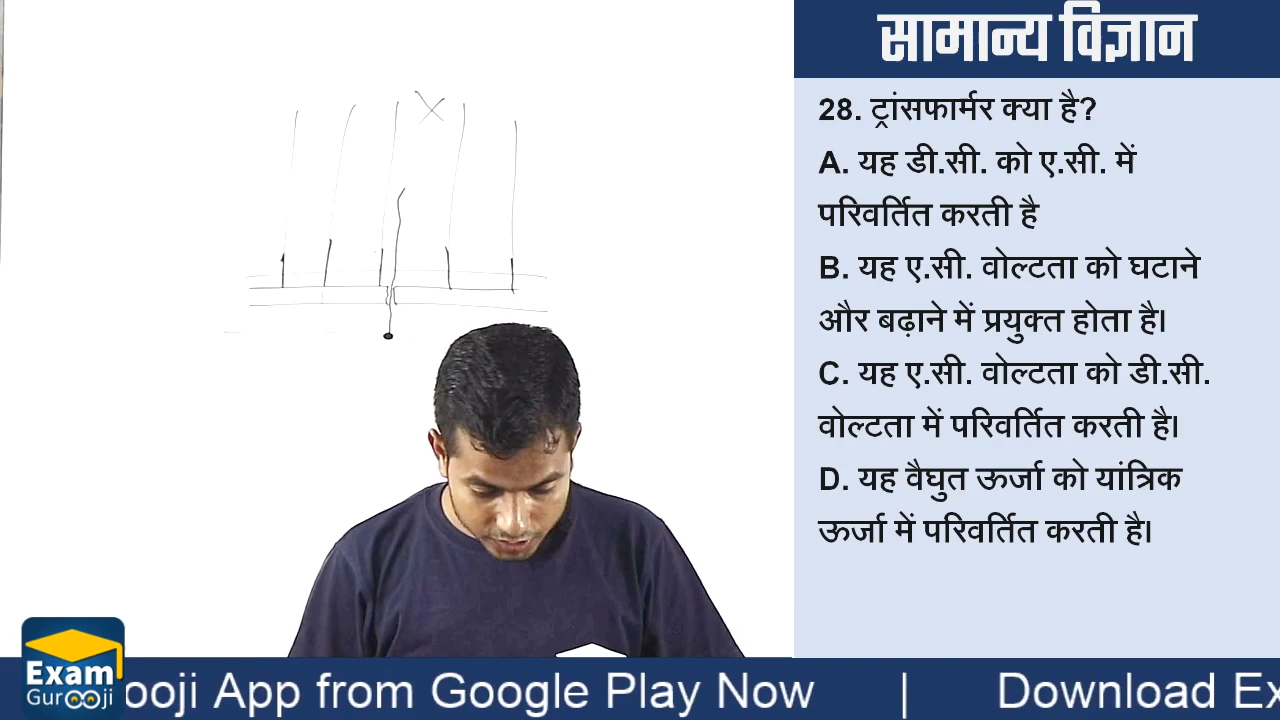 सामान्य विज्ञान
28. ट्रांसफार्मर क्या है?
A. यह डी.सी. को ए.सी. में
परिवर्तित करती है
B. यह ए.सी. वोल्टता को घटाने
और बढ़ाने में प्रयुक्त होता है।
C. यह ए.सी. वोल्टता को डी.सी.
वोल्टता में परिवर्तित करती है।
D. यह वैघुत ऊर्जा को यांत्रिक
ऊर्जा में परिवर्तित करती है।
Exam
Gurooji
ooji App from Google Play Now | Download Ex